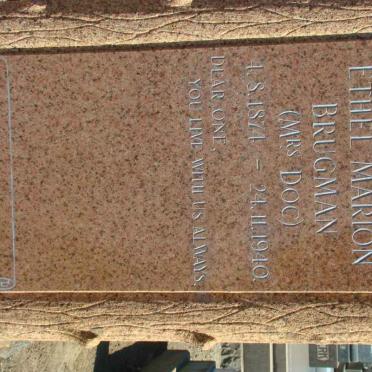 ETHEL MARION
BRUGMAN
(MRS DOC)
4.8.1874 – 24.11.1940.
DEAR ONE,
YOU LIVE WITH US ALWAYS.